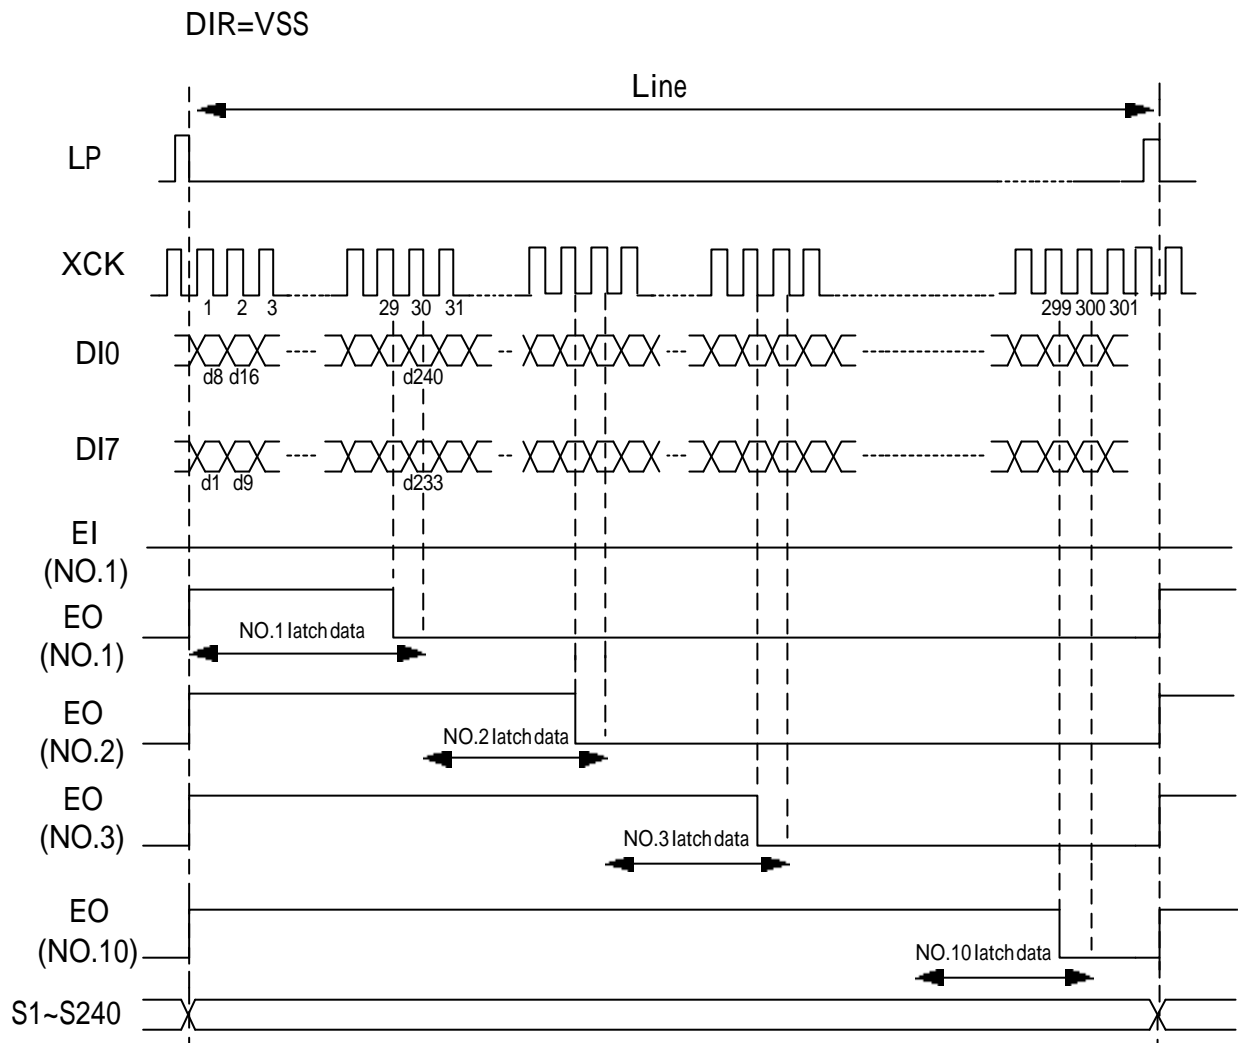 DIR=VSS
Line
LP
XCK
1 2 3 29 30 31 299 300 301
DI0
d8 d16 d240
DI7
d1 d9 d233
EI
(NO.1)
EO
(NO.1)
NO.1 latch data
EO
(NO.2)
NO.2 latch data
EO
(NO.3)
NO.3 latch data
EO
(NO.10)
NO.10 latch data
S1~S240